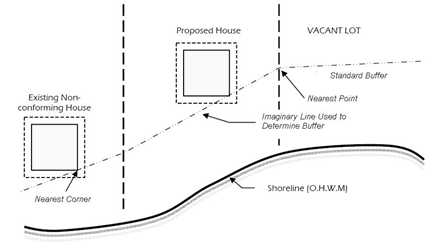 Proposed House
VACANT LOT
Standard Buffer
Existing Non-
conforming House
Nearest Point
Imaginary Line Used to
Determine Buffer
Nearest Corner
Shoreline (O.H.W.M)